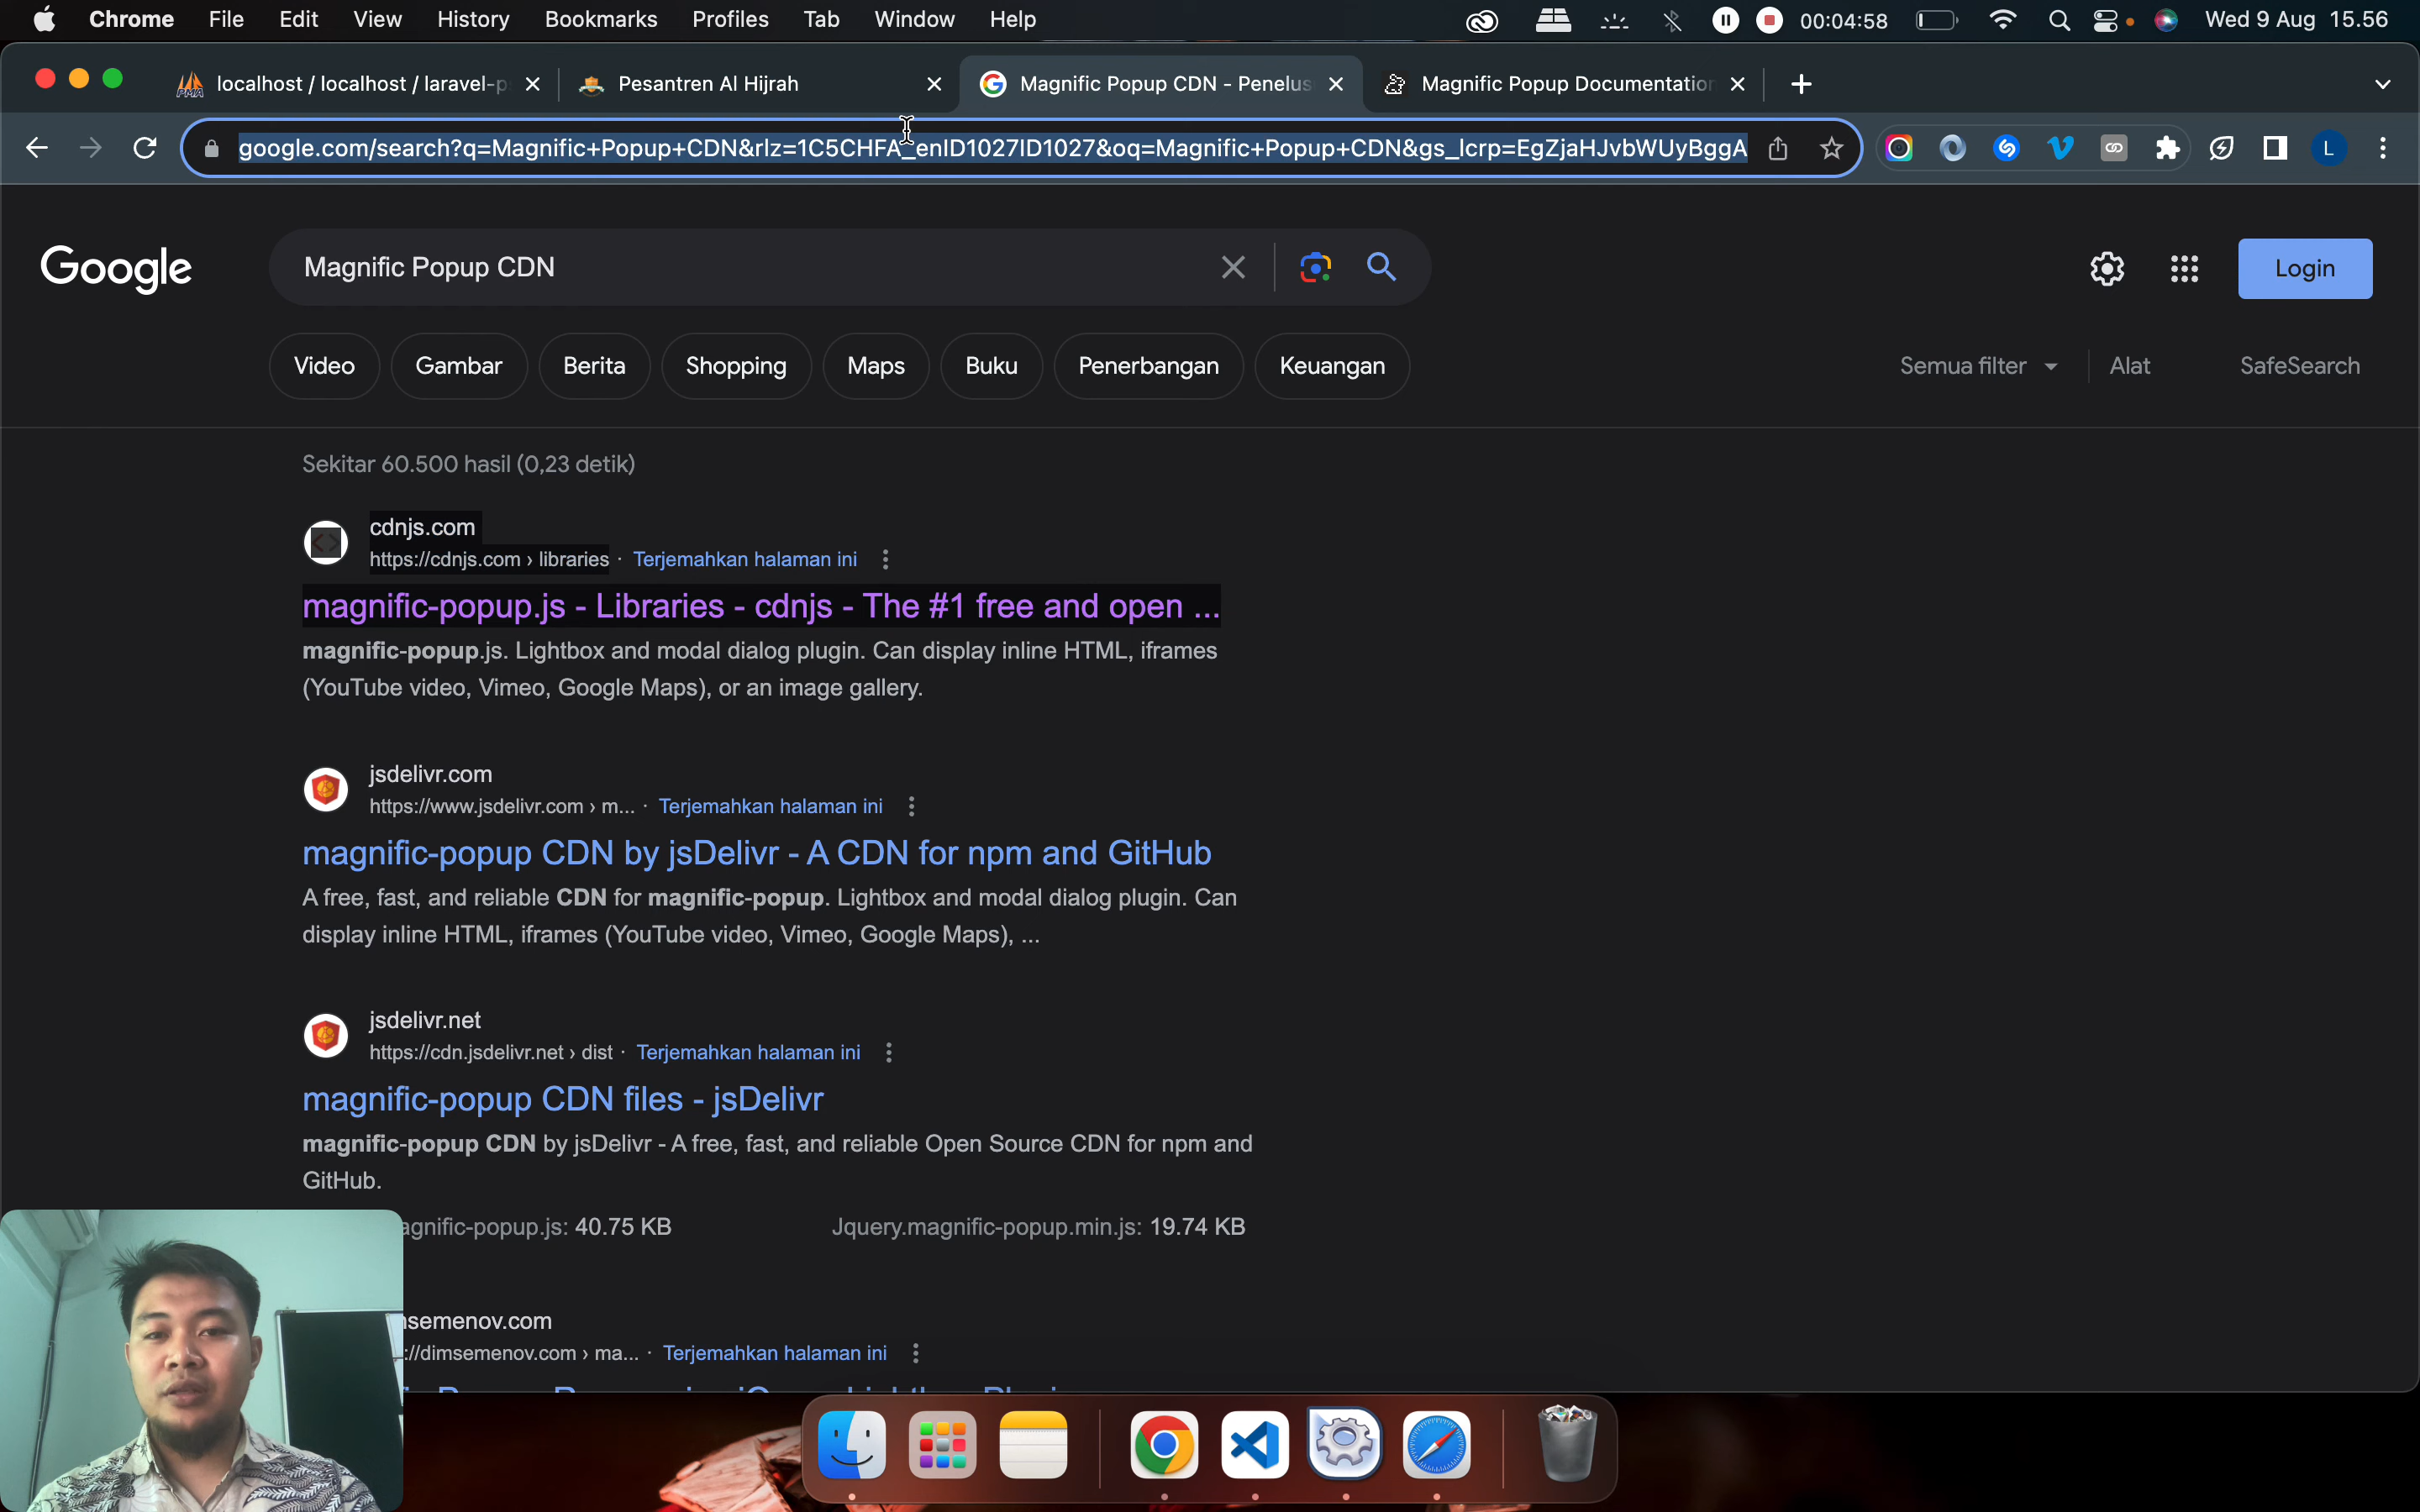 Chrome File Edit View History Bookmarks Profiles Tab Window Help 00:04:58 Wed 9 Aug 15.56
localhost / localhost / laravel-p Pesantren Al Hijrah Magnific Popup CDN - Penelus Magnific Popup Documentation
google.com/search?q=Magnific+Popup+CDN&rlz=1C5CHFA_enID1027ID1027&oq=Magnific+Popup+CDN&gs_lcrp=EgZjaHJvbWUyBggA L
Google Magnific Popup CDN Login
Video Gambar Berita Shopping Maps Buku Penerbangan Keuangan Semua filter Alat SafeSearch
Sekitar 60.500 hasil (0,23 detik)
cdnjs.com
https://cdnjs.com › libraries · Terjemahkan halaman ini
magnific-popup.js - Libraries - cdnjs - The #1 free and open ...
magnific-popup.js. Lightbox and modal dialog plugin. Can display inline HTML, iframes
(YouTube video, Vimeo, Google Maps), or an image gallery.
jsdelivr.com
https://www.jsdelivr.com › m... · Terjemahkan halaman ini
magnific-popup CDN by jsDelivr - A CDN for npm and GitHub
A free, fast, and reliable CDN for magnific-popup. Lightbox and modal dialog plugin. Can
display inline HTML, iframes (YouTube video, Vimeo, Google Maps), ...
jsdelivr.net
https://cdn.jsdelivr.net › dist · Terjemahkan halaman ini
magnific-popup CDN files - jsDelivr
magnific-popup CDN by jsDelivr - A free, fast, and reliable Open Source CDN for npm and
GitHub.
agnific-popup.js: 40.75 KB Jquery.magnific-popup.min.js: 19.74 KB
semenov.com
://dimsemenov.com › ma... · Terjemahkan halaman ini